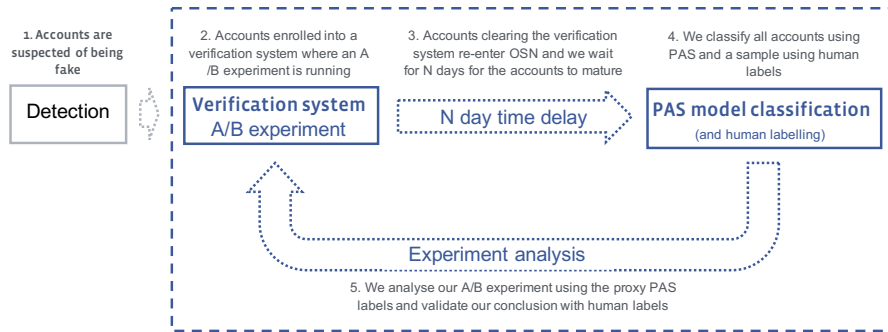 1. Accounts are
suspected of being
fake
Detection
2. Accounts enrolled into a
verification system where an A
/B experiment is running
Verification system
A/B experiment
3. Accounts clearing the verification
system re-enter OSN and we wait
for N days for the accounts to mature
N day time delay
4. We classify all accounts using
PAS and a sample using human
labels
PAS model classification
(and human labelling)
Experiment analysis
5. We analyse our A/B experiment using the proxy PAS
labels and validate our conclusion with human labels